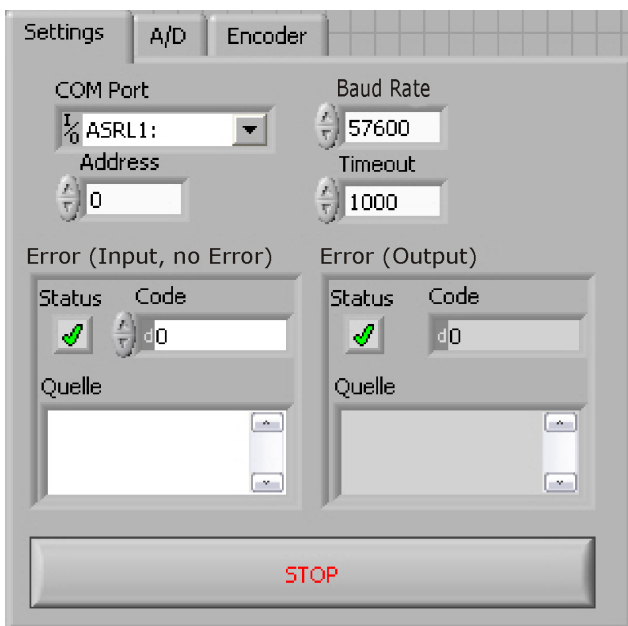 Settings A/D Encoder
COM Port Baud Rate
I/O ASRL1: 57600
Address Timeout
0 1000
Error (Input, no Error) Error (Output)
Status Code Status Code
d0 d0
Quelle Quelle
STOP